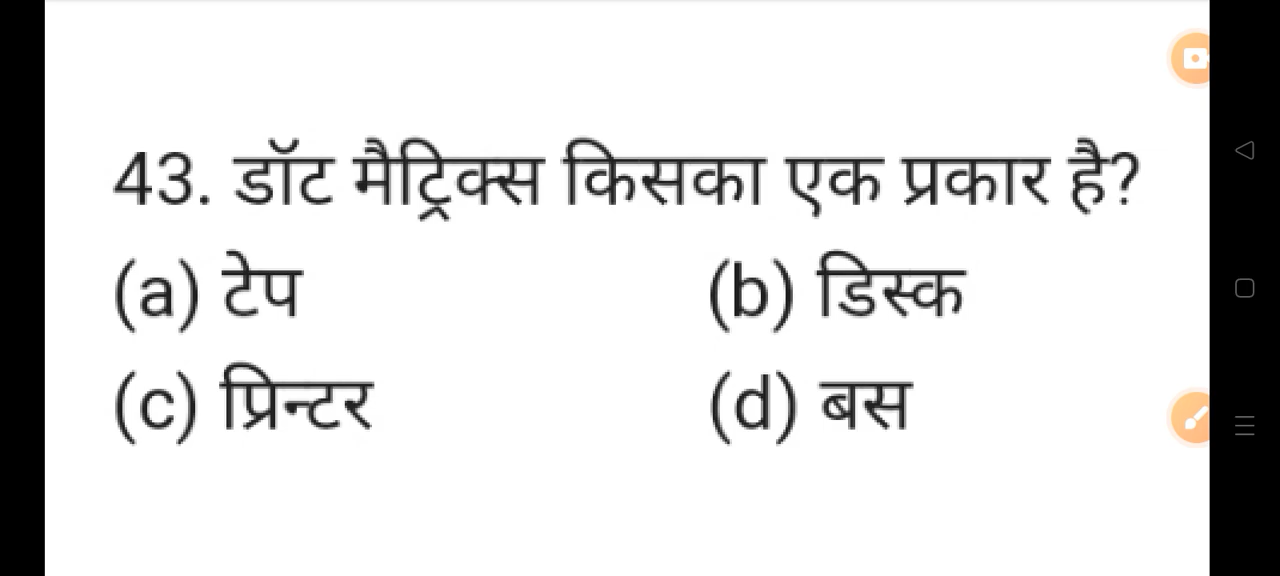 43. डॉट मैट्रिक्स किसका एक प्रकार है?
(a) टेप (b) डिस्क
(c) प्रिन्टर (d) बस